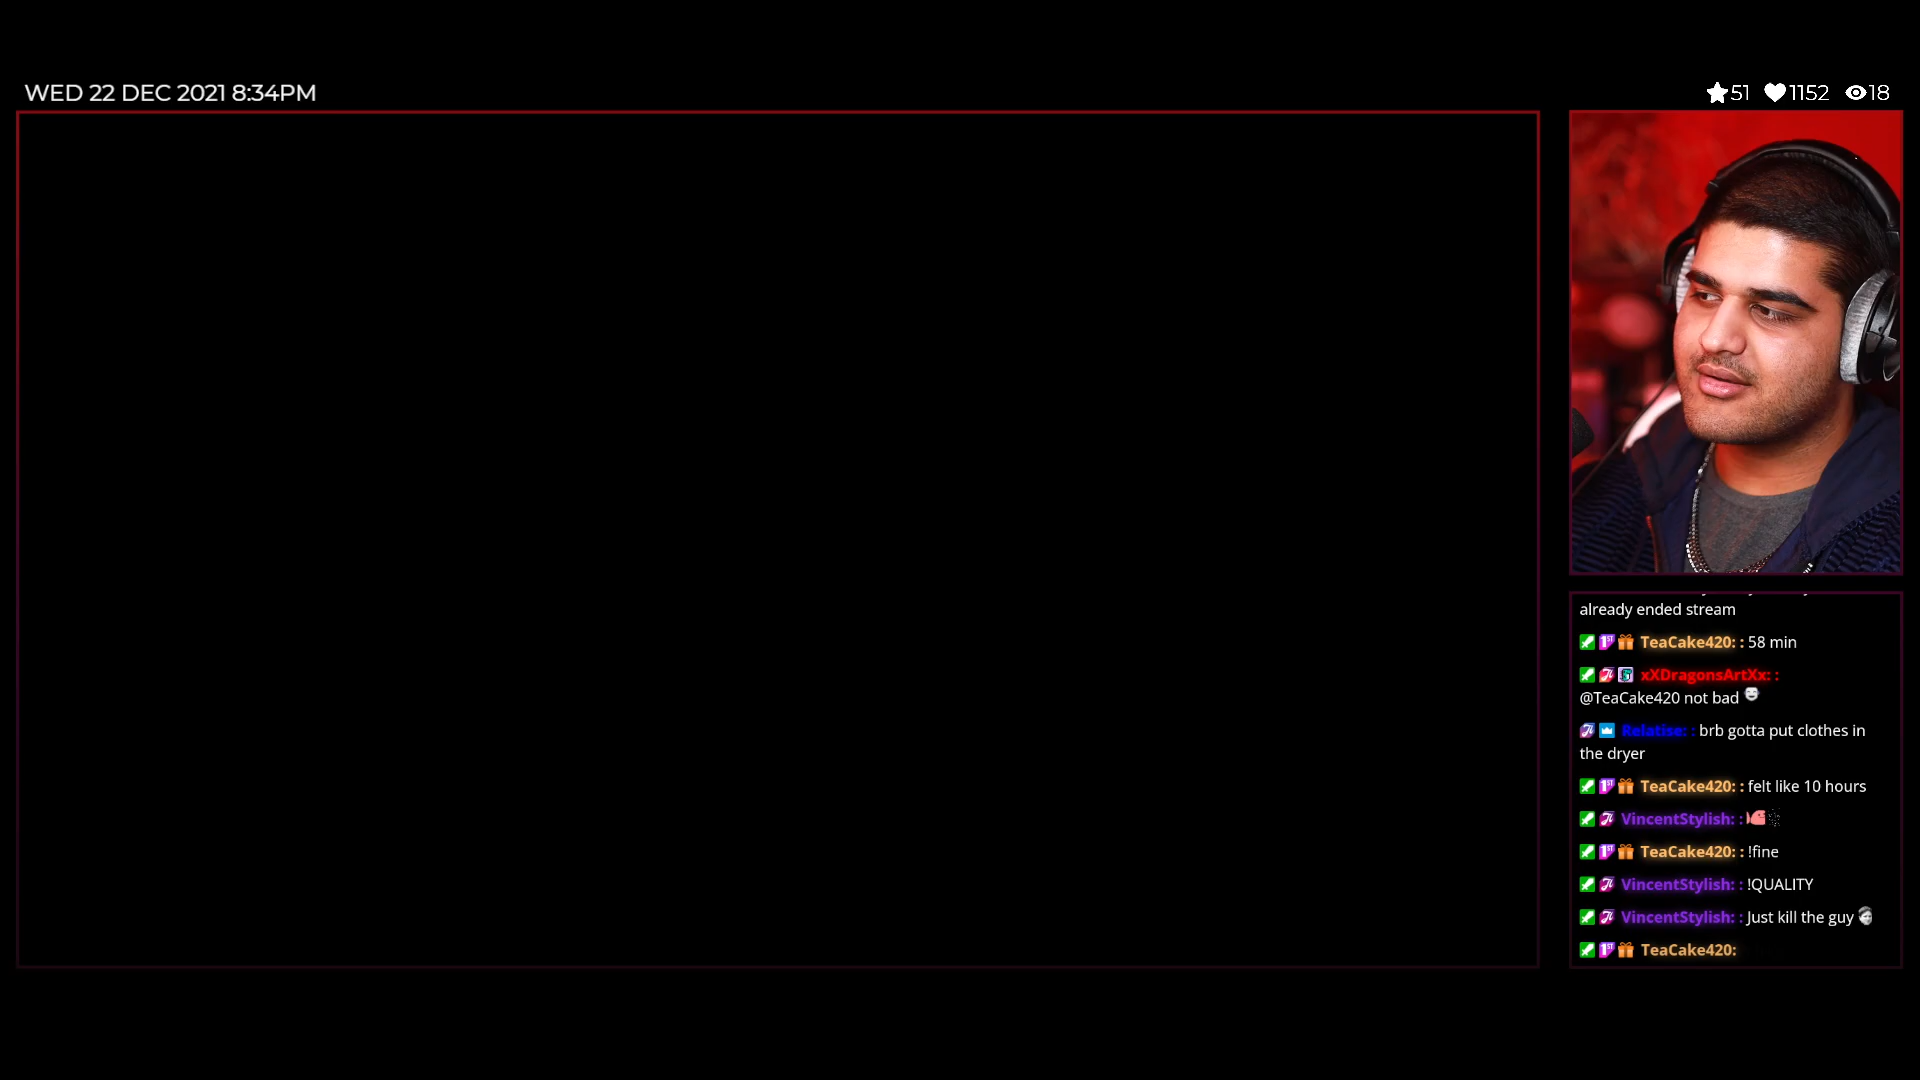 WED 22 DEC 2021 8:34PM
51 1152 18
already ended stream
TeaCake420: : 58 min
xXDragonsArtXx: :
@TeaCake420 not bad
Relatise: : brb gotta put clothes in
the dryer
TeaCake420: : felt like 10 hours
VincentStylish: :
TeaCake420: : !fine
VincentStylish: : !QUALITY
VincentStylish: : Just kill the guy
TeaCake420: